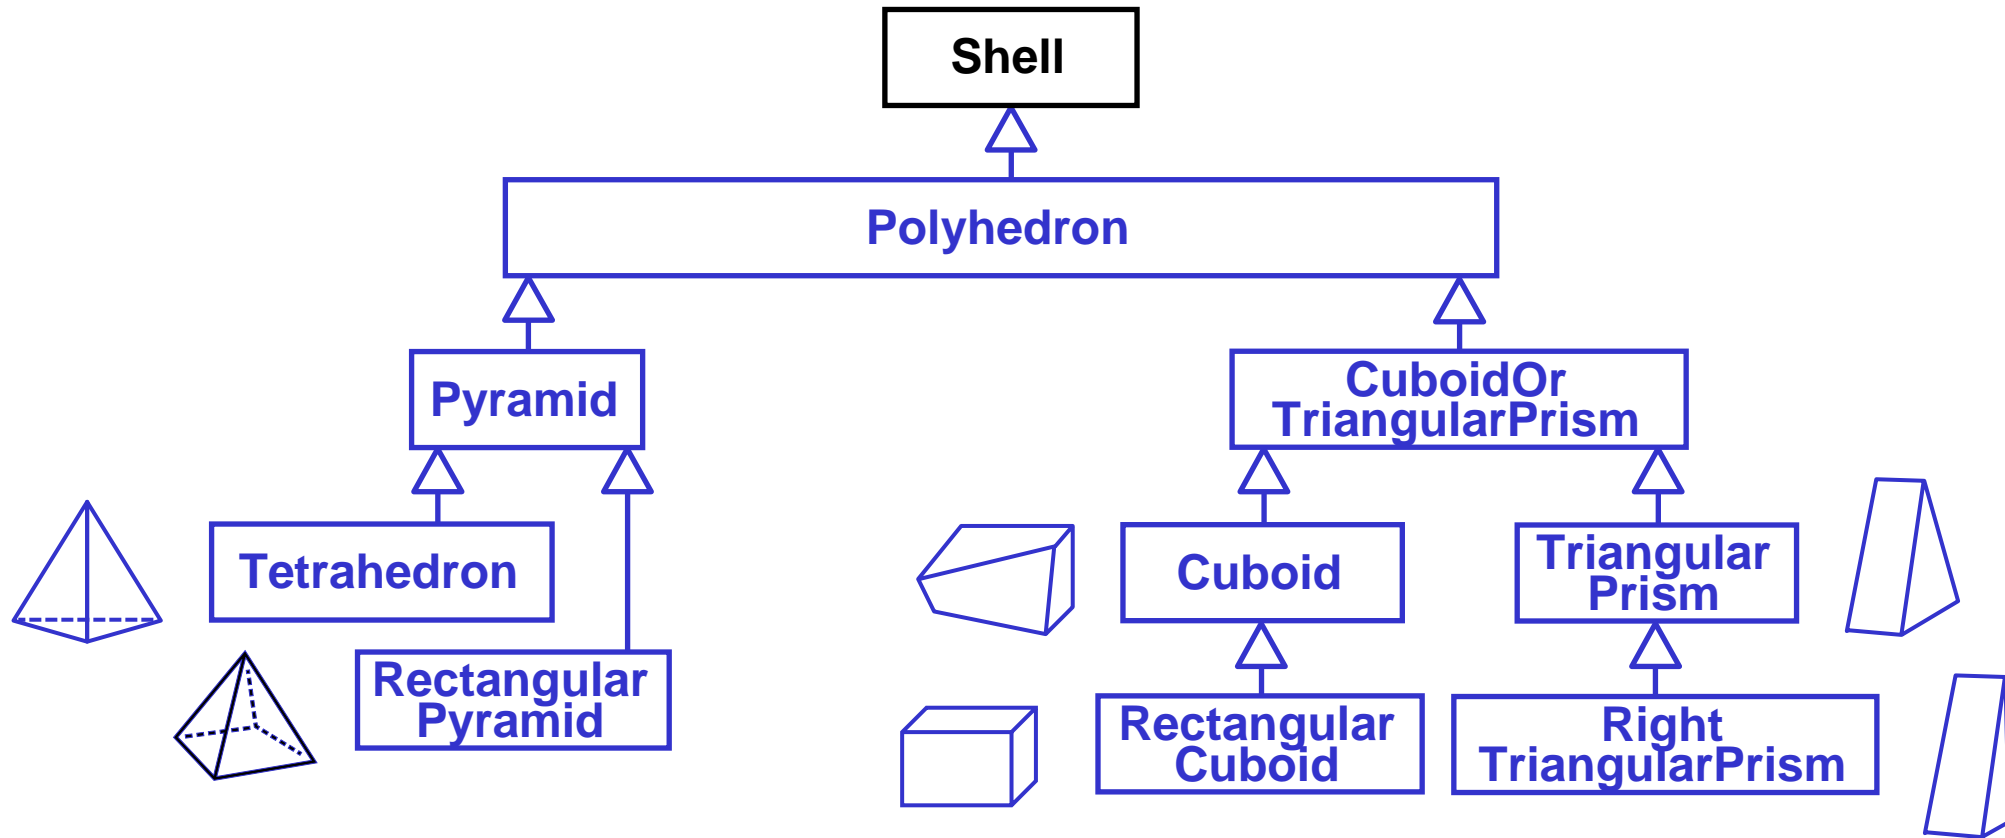 Shell
Polyhedron
Pyramid
CuboidOr
TriangularPrism
Tetrahedron
Cuboid
Triangular
Prism
Rectangular
Pyramid
Rectangular
Cuboid
Right
TriangularPrism